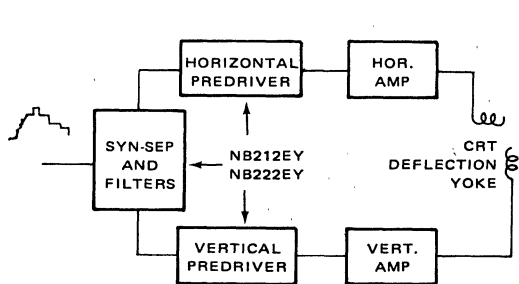 HORIZONTAL
PREDRIVER
HOR.
AMP
SYN-SEP
AND
FILTERS
NB212EY
NB222EY
CRT
DEFLECTION
YOKE
VERTICAL
PREDRIVER
VERT.
AMP